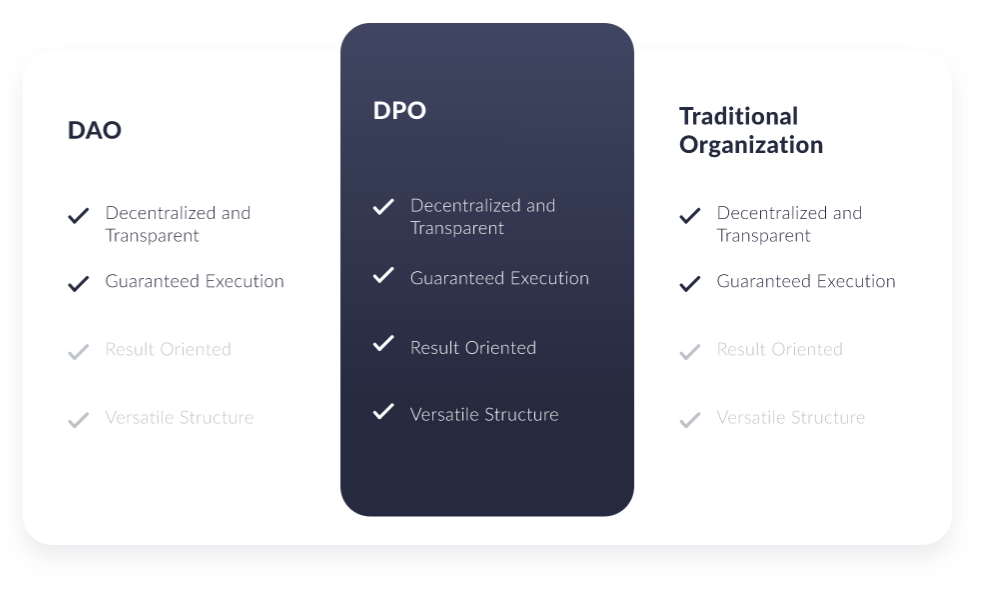 DAO
Decentralized and
Transparent
Guaranteed Execution
Result Oriented
Versatile Structure
DPO
Decentralized and
Transparent
Guaranteed Execution
Result Oriented
Versatile Structure
Traditional
Organization
Decentralized and
Transparent
Guaranteed Execution
Result Oriented
Versatile Structure